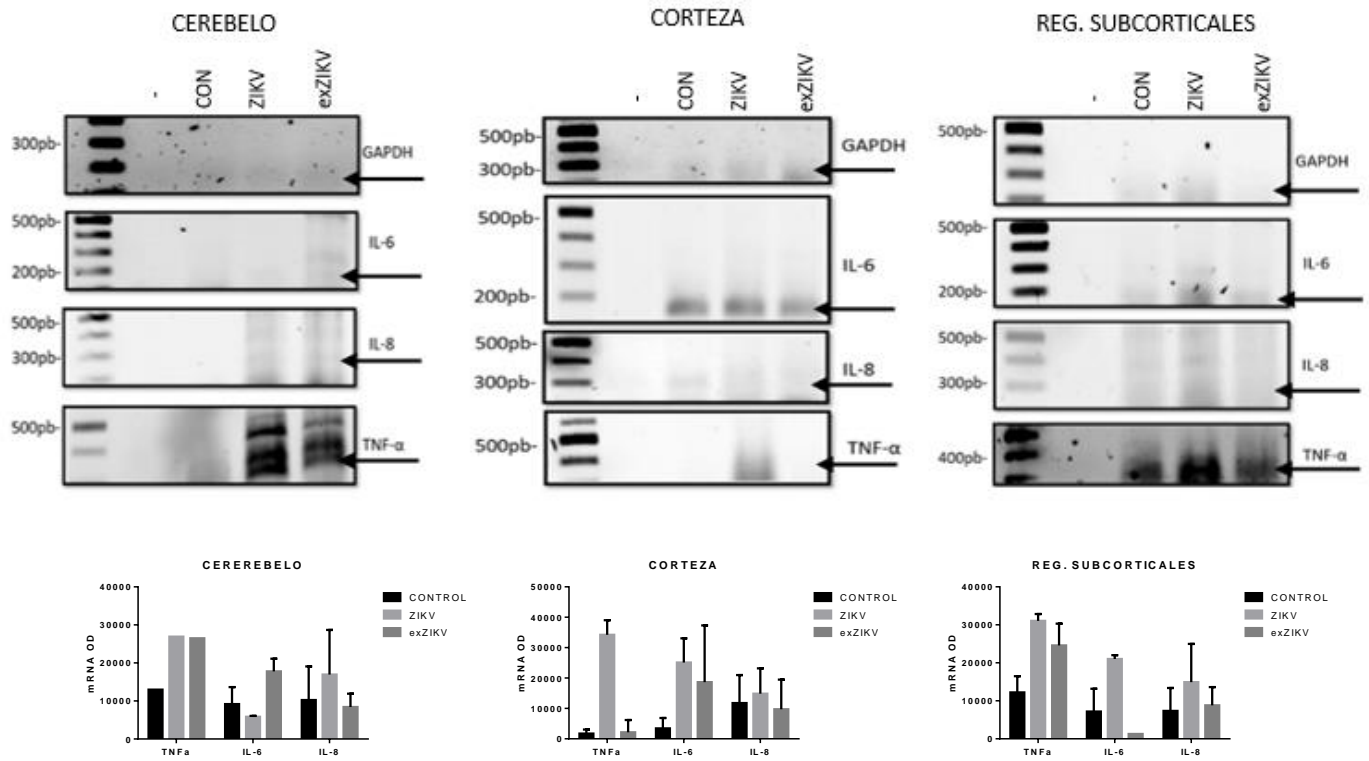 CEREBELO
-
CON
ZIKV
exZIKV
300pb-
GAPDH
500pb-
IL-6
200pb-
500pb-
IL-8
300pb-
500pb-
TNF-α
CORTEZA
-
CON
ZIKV
exZIKV
500pb-
GAPDH
300pb-
500pb-
IL-6
200pb-
500pb-
IL-8
300pb-
TNF-α
500pb-
REG. SUBCORTICALES
-
CON
ZIKV
exZIKV
500pb-
GAPDH
500pb-
IL-6
200pb-
500pb-
IL-8
300pb-
400pb-
TNF-α
CEREREBELO
mRNA OD
40000
30000
20000
10000
0
TNFa IL-6 IL-8
CONTROL
ZIKV
exZIKV
CORTEZA
mRNA OD
50000
40000
30000
20000
10000
0
TNFa IL-6 IL-8
CONTROL
ZIKV
exZIKV
REG. SUBCORTICALES
mRNA OD
40000
30000
20000
10000
0
TNFa IL-6 IL-8
CONTROL
ZIKV
exZIKV